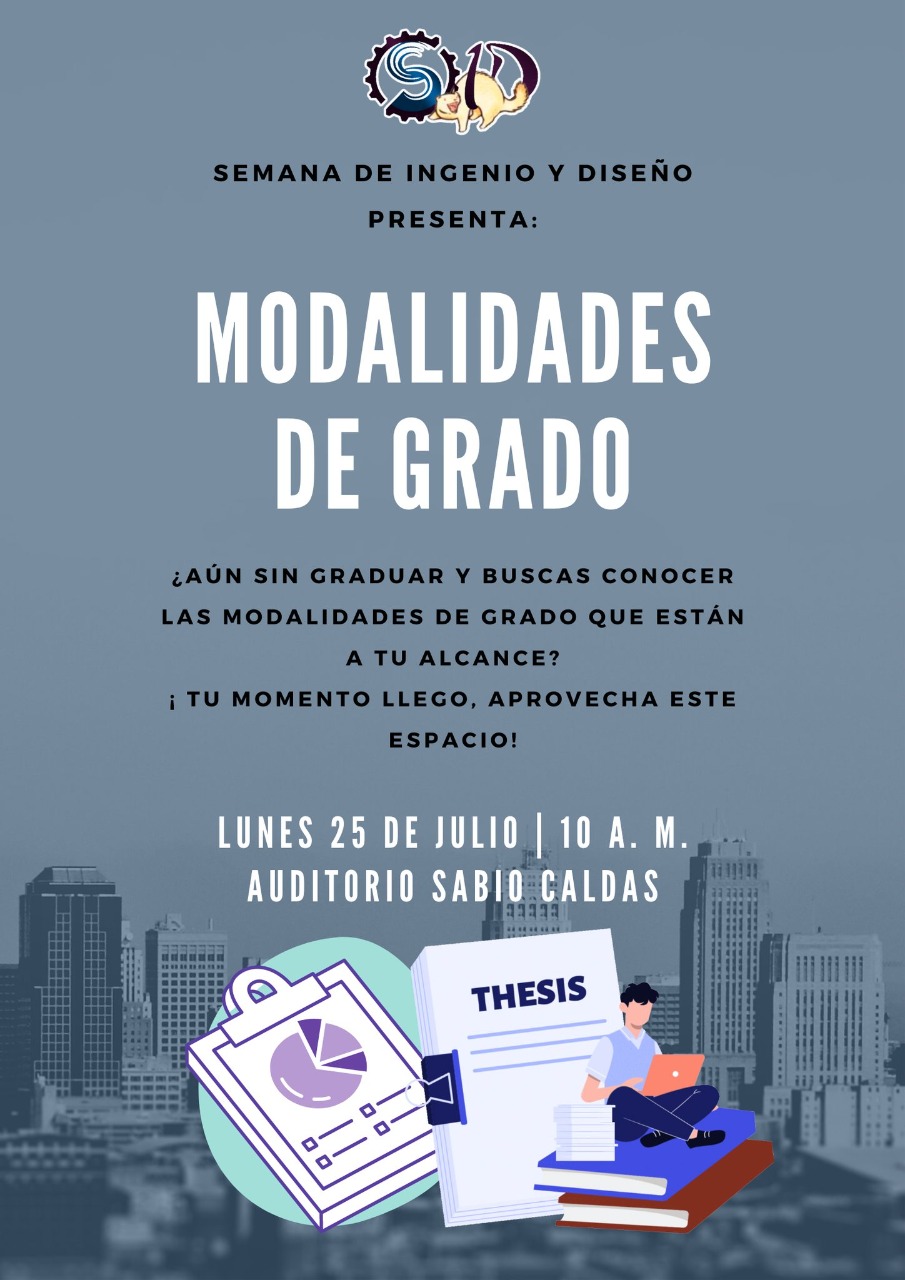 SID
SEMANA DE INGENIO Y DISEÑO
PRESENTA:
MODALIDADES
DE GRADO
¿AÚN SIN GRADUAR Y BUSCAS CONOCER
LAS MODALIDADES DE GRADO QUE ESTÁN
A TU ALCANCE?
¡ TU MOMENTO LLEGO, APROVECHA ESTE
ESPACIO!
LUNES 25 DE JULIO | 10 A. M.
AUDITORIO SABIO CALDAS
THESIS